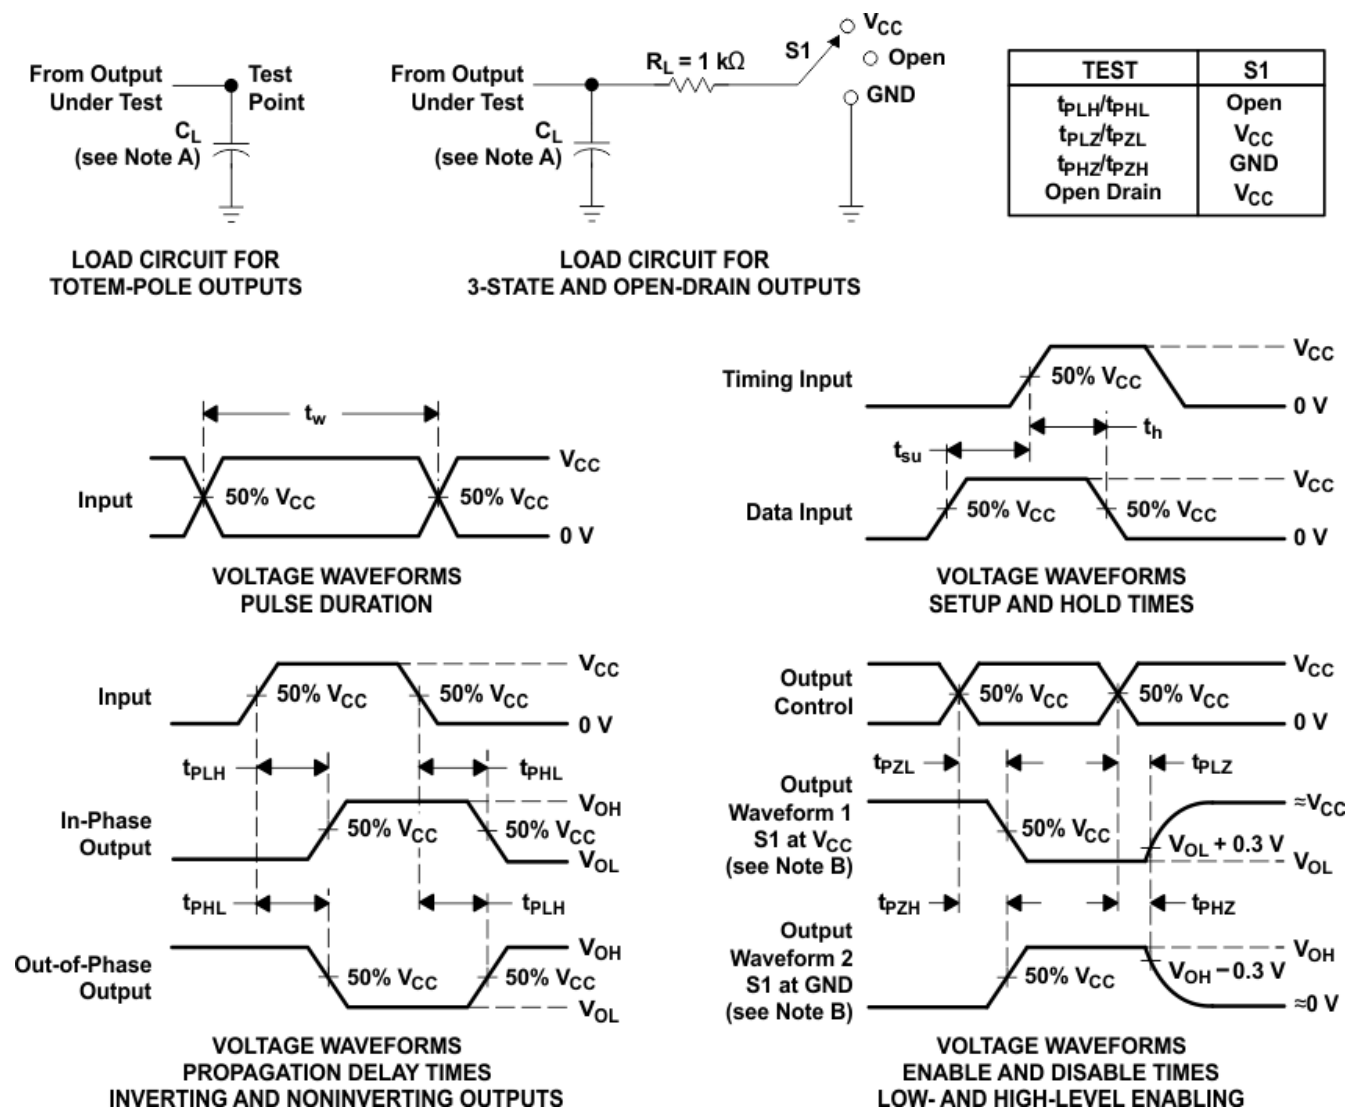 From Output
Under Test
Test
Point
CL
(see Note A)
LOAD CIRCUIT FOR
TOTEM-POLE OUTPUTS
From Output
Under Test
RL = 1 kΩ
S1
VCC
Open
GND
CL
(see Note A)
LOAD CIRCUIT FOR
3-STATE AND OPEN-DRAIN OUTPUTS
TEST S1
tPLH/tPHL Open
tPLZ/tPZL VCC
tPHZ/tPZH GND
Open Drain VCC
tw
Input
50% VCC
50% VCC
VCC
0 V
VOLTAGE WAVEFORMS
PULSE DURATION
Timing Input
50% VCC
VCC
0 V
th
tsu
Data Input
50% VCC
50% VCC
VCC
0 V
VOLTAGE WAVEFORMS
SETUP AND HOLD TIMES
Input
50% VCC
50% VCC
VCC
0 V
tPLH
tPHL
In-Phase
Output
50% VCC
50% VCC
VOH
VOL
tPHL
tPLH
Out-of-Phase
Output
50% VCC
50% VCC
VOH
VOL
VOLTAGE WAVEFORMS
PROPAGATION DELAY TIMES
INVERTING AND NONINVERTING OUTPUTS
Output
Control
50% VCC
50% VCC
VCC
0 V
tPZL
tPLZ
Output
Waveform 1
S1 at VCC
(see Note B)
50% VCC
≈VCC
VOL + 0.3 V
VOL
tPZH
tPHZ
Output
Waveform 2
S1 at GND
(see Note B)
50% VCC
VOH
VOH − 0.3 V
≈0 V
VOLTAGE WAVEFORMS
ENABLE AND DISABLE TIMES
LOW- AND HIGH-LEVEL ENABLING